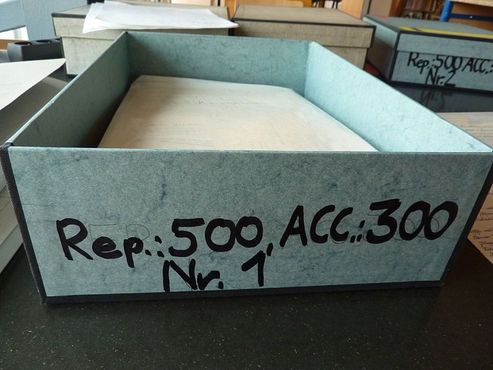 Rep.: 500, ACC.: 300
Nr. 1
Rep.: 500, ACC.:
Nr. 2